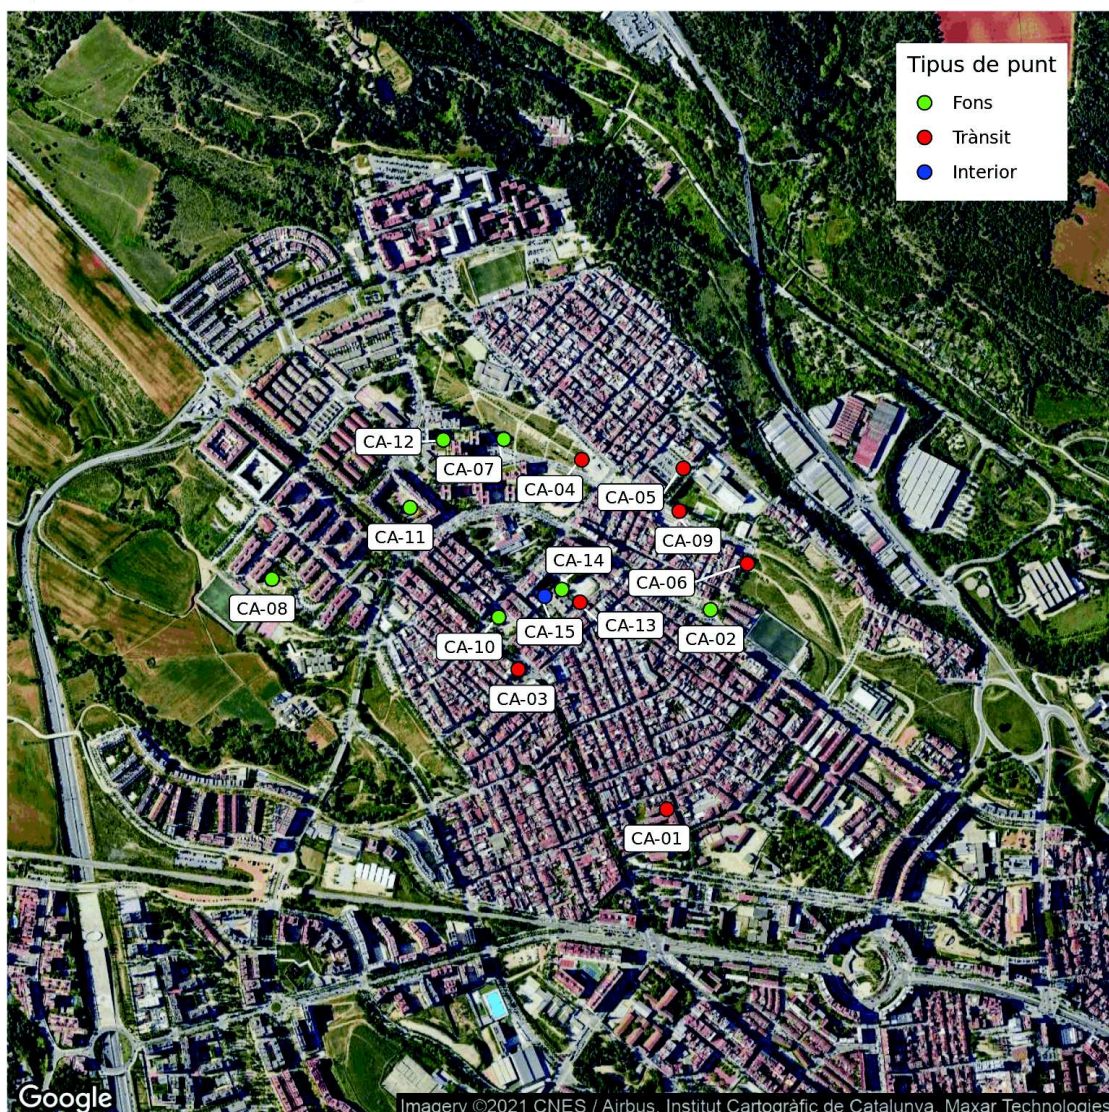 Tipus de punt
Fons
Trànsit
Interior
CA-12
CA-07
CA-04
CA-05
CA-11
CA-09
CA-14
CA-06
CA-08
CA-02
CA-15
CA-13
CA-10
CA-03
CA-01
Google
Imagery ©2021 CNES / Airbus, Institut Cartogràfic de Catalunya, Maxar Technologies